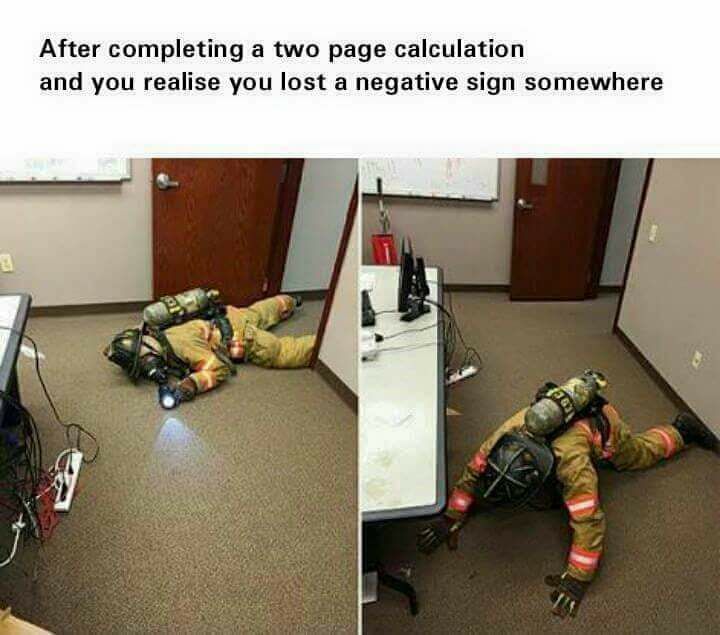 After completing a two page calculation
and you realise you lost a negative sign somewhere